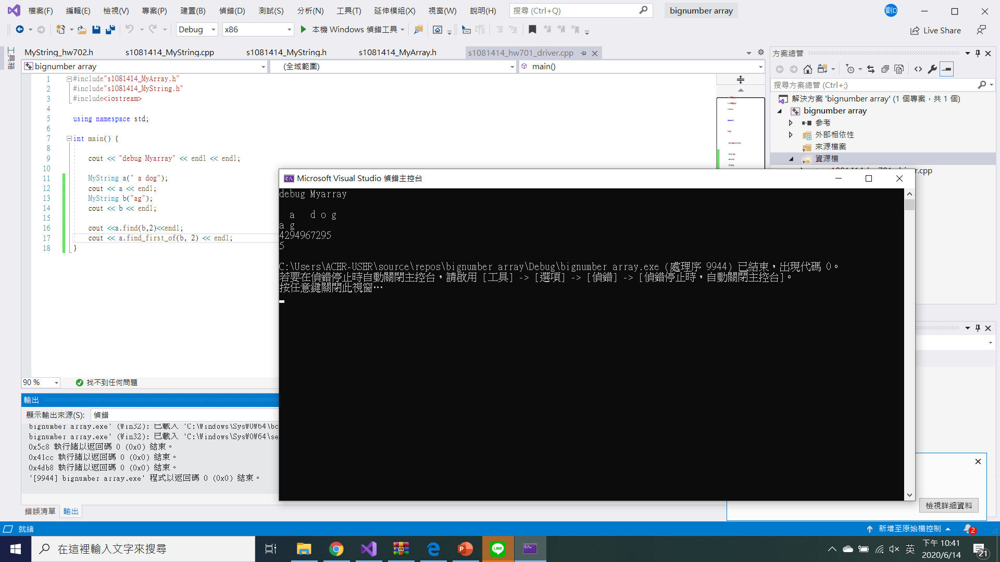 檔案(F) 編輯(E) 檢視(V) 專案(P) 建置(B) 偵錯(D) 測試(S) 分析(N) 工具(T) 延伸模組(X) 視窗(W) 說明(H) 搜尋 (Ctrl+Q) bignumber array 劉D
Debug x86 本機 Windows 偵錯工具 Live Share
工具箱
MyString_hw702.h s1081414_MyString.cpp s1081414_MyString.h s1081414_MyArray.h s1081414_hw701_driver.cpp
bignumber array (全域範圍) main()
1 #include"s1081414_MyArray.h"
2 #include"s1081414_MyString.h"
3 #include<iostream>
4
5 using namespace std;
6
7 int main() {
8
9 cout << "debug Myarray" << endl << endl;
10
11 MyString a(" a dog");
12 cout << a << endl;
13 MyString b("ag");
14 cout << b << endl;
15
16 cout <<a.find(b,2)<<endl;
17 cout << a.find_first_of(b, 2) << endl;
18 }
90 % 找不到任何問題
輸出
顯示輸出來源(S): 偵錯
bignumber array.exe' (Win32): 已載入 'C:\Windows\SysWOW64\bc
bignumber array.exe' (Win32): 已載入 'C:\Windows\SysWOW64\se
0x5c8 執行緒以返回碼 0 (0x0) 結束。
0x41cc 執行緒以返回碼 0 (0x0) 結束。
0x4db8 執行緒以返回碼 0 (0x0) 結束。
'[9944] bignumber array.exe' 程式以返回碼 0 (0x0) 結束。
錯誤清單 輸出
Microsoft Visual Studio 偵錯主控台
debug Myarray
a d o g
a g
4294967295
5
C:\Users\ACER-USER\source\repos\bignumber array\Debug\bignumber array.exe (處理序 9944) 已結束，出現代碼 0。
若要在偵錯停止時自動關閉主控台，請啟用 [工具] -> [選項] -> [偵錯] -> [偵錯停止時，自動關閉主控台]。
按任意鍵關閉此視窗…
方案總管
搜尋方案總管 (Ctrl+;)
解決方案 'bignumber array' (1 個專案，共 1 個)
bignumber array
參考
外部相依性
來源檔案
資源檔
s1081414_hw701_driver.cpp
檢視詳細資料
就緒 新增至原始檔控制 2
在這裡輸入文字來搜尋 LINE 英 下午 10:41
2020/6/14 21